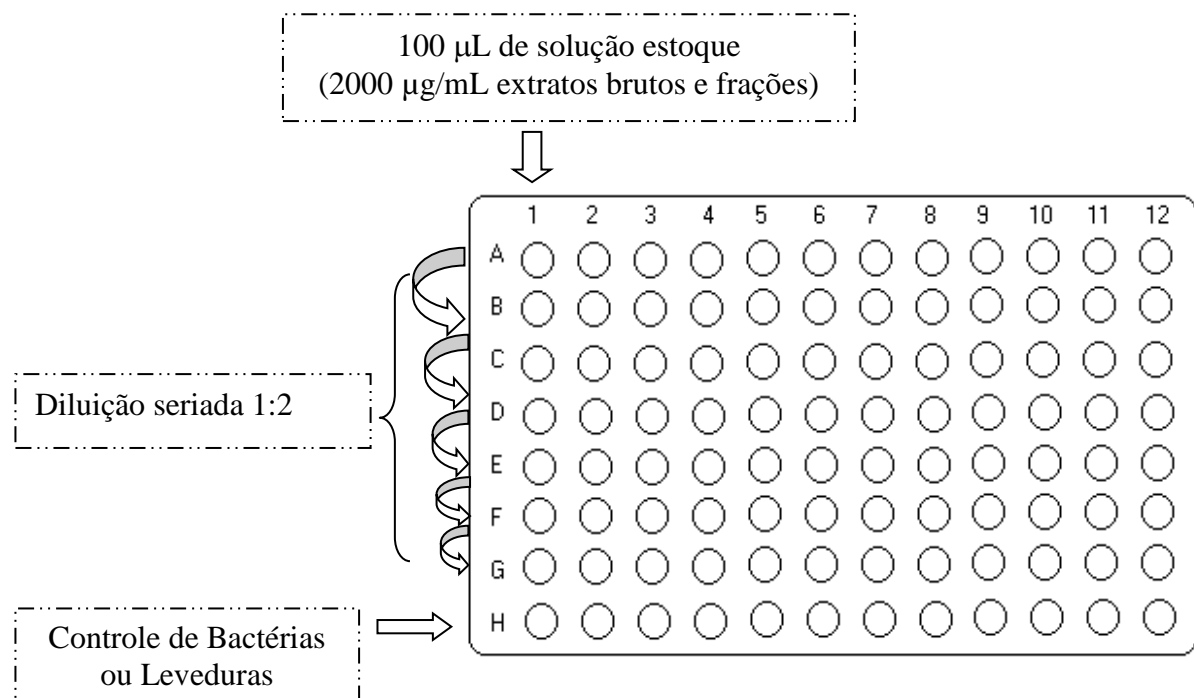 100 μL de solução estoque
(2000 µg/mL extratos brutos e frações)
1 2 3 4 5 6 7 8 9 10 11 12
A
B
C
Diluição seriada 1:2
D
E
F
G
Controle de Bactérias
ou Leveduras
H